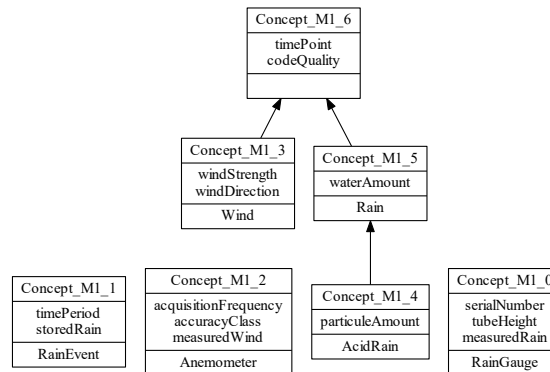 Concept_M1_6
timePoint
codeQuality
Concept_M1_3
windStrength
windDirection
Wind
Concept_M1_5
waterAmount
Rain
Concept_M1_1
timePeriod
storedRain
RainEvent
Concept_M1_2
acquisitionFrequency
accuracyClass
measuredWind
Anemometer
Concept_M1_4
particuleAmount
AcidRain
Concept_M1_0
serialNumber
tubeHeight
measuredRain
RainGauge